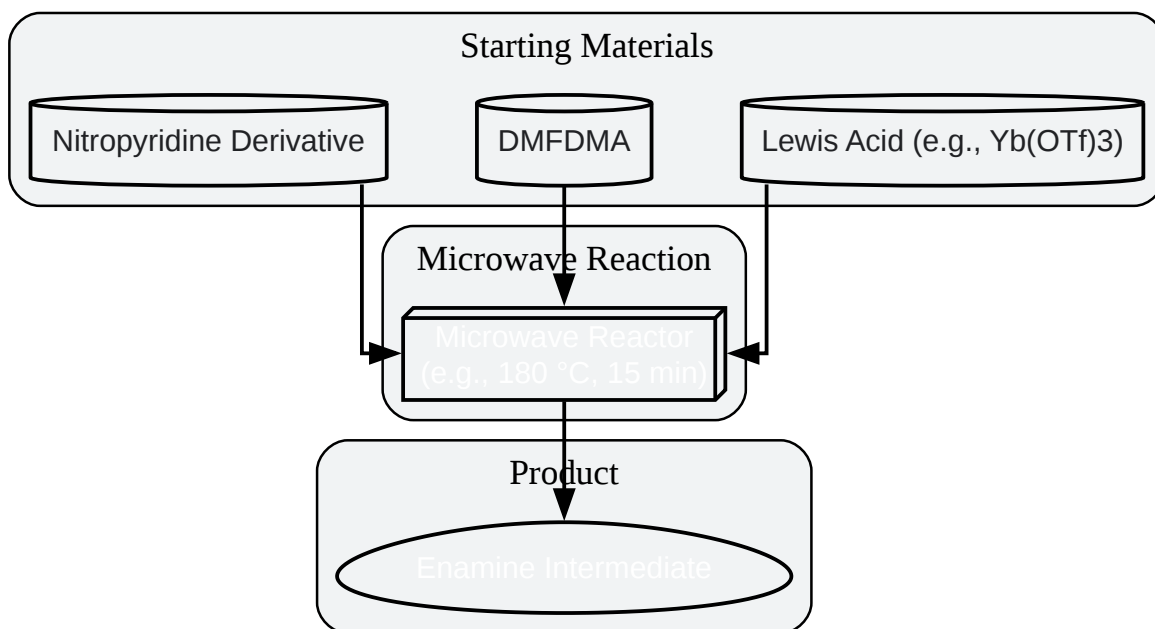 Starting Materials
Nitropyridine Derivative
DMFDMA
Lewis Acid (e.g., Yb(OTf)3)
Microwave Reaction
Microwave Reactor
(e.g., 180 °C, 15 min)
Product
Enamine Intermediate